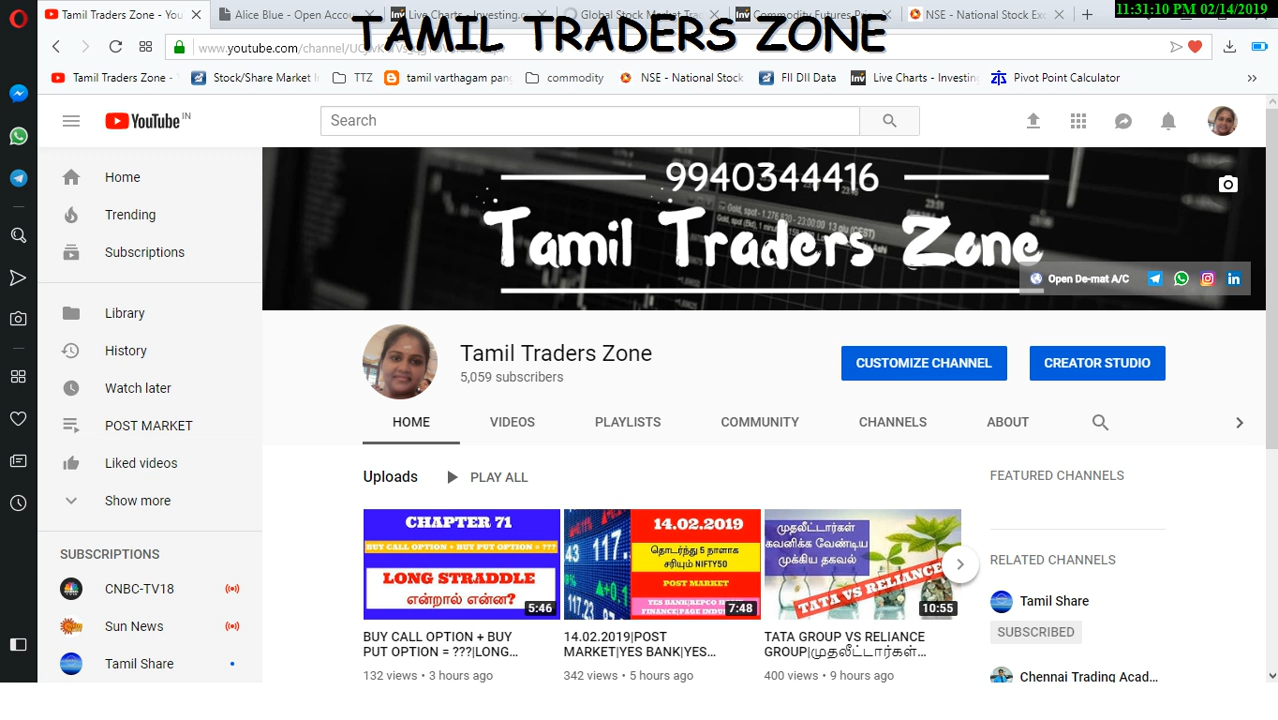 11:31:10 PM 02/14/2019
Tamil Traders Zone - You
Alice Blue - Open Accou
Live Charts - Investing.c
Global Stock Market Tra
Commodity Futures Pri
NSE - National Stock Exc
TAMIL TRADERS ZONE
www.youtube.com/channel/
Tamil Traders Zone -
Stock/Share Market I
TTZ
tamil varthagam pan
commodity
NSE - National Stock
FII DII Data
Live Charts - Investin
Pivot Point Calculator
YouTube IN
Search
Home
Trending
Subscriptions
Library
History
Watch later
POST MARKET
Liked videos
Show more
SUBSCRIPTIONS
CNBC-TV18
Sun News
Tamil Share
9940344416
Tamil Traders Zone
Open De-mat A/C
Tamil Traders Zone
5,059 subscribers
CUSTOMIZE CHANNEL
CREATOR STUDIO
HOME VIDEOS PLAYLISTS COMMUNITY CHANNELS ABOUT
Uploads PLAY ALL
CHAPTER 71
BUY CALL OPTION + BUY PUT OPTION = ???
LONG STRADDLE
என்றால் என்ன?
5:46
BUY CALL OPTION + BUY
PUT OPTION = ???|LONG...
132 views • 3 hours ago
43 117.
14.02.2019
தொடர்ந்து 5 நாளாக
சரியும் NIFTY50
POST MARKET
YES BANK/REPCO
FINANCE/PAGE
7:48
14.02.2019|POST
MARKET|YES BANK|YES...
342 views • 5 hours ago
முதலீட்டார்கள்
கவனிக்க வேண்டிய
முக்கிய தகவல்
TATA VS RELIANCE
10:55
TATA GROUP VS RELIANCE
GROUP|முதலீட்டார்கள்...
400 views • 9 hours ago
FEATURED CHANNELS
RELATED CHANNELS
Tamil Share
SUBSCRIBED
Chennai Trading Acad...